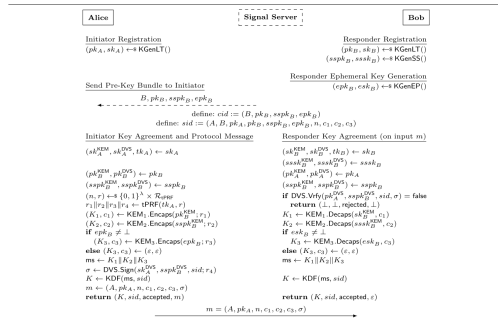 Alice
Signal Server
Bob
Initiator Registration
(pk_A, sk_A) ←$ KGenLT()
Responder Registration
(pk_B, sk_B) ←$ KGenLT()
(sspk_B, sssk_B) ←$ KGenSS()
Responder Ephemeral Key Generation
(epk_B, esk_B) ←$ KGenEP()
Send Pre-Key Bundle to Initiator
B, pk_B, sspk_B, epk_B
define: cid := (B, pk_B, sspk_B, epk_B)
define: sid := (A, B, pk_A, pk_B, sspk_B, epk_B, n, c_1, c_2, c_3)
Initiator Key Agreement and Protocol Message
(sk_A^KEM, sk_A^DVS, tk_A) ← sk_A
(pk_B^KEM, pk_B^DVS) ← pk_B
(sspk_B^KEM, sspk_B^DVS) ← sspk_B
(n, r) ←$ {0, 1}^λ × R_tPRF
r_1‖r_2‖r_3‖r_4 ← tPRF(tk_A, r)
(K_1, c_1) ← KEM_1.Encaps(pk_B^KEM; r_1)
(K_2, c_2) ← KEM_2.Encaps(sspk_B^KEM; r_2)
if epk_B ≠ ⊥
(K_3, c_3) ← KEM_3.Encaps(epk_B; r_3)
else (K_3, c_3) ← (ε, ε)
ms ← K_1‖K_2‖K_3
σ ← DVS.Sign(sk_A^DVS, sspk_B^DVS, sid; r_4)
K ← KDF(ms, sid)
m ← (A, pk_A, n, c_1, c_2, c_3, σ)
return (K, sid, accepted, m)
Responder Key Agreement (on input m)
(sk_B^KEM, sk_B^DVS, tk_B) ← sk_B
(sssk_B^KEM, sssk_B^DVS) ← sssk_B
(pk_A^KEM, pk_A^DVS) ← pk_A
(sspk_B^KEM, sspk_B^DVS) ← sspk_B
if DVS.Vrfy(pk_A^DVS, sspk_B^DVS, sid, σ) = false
return (⊥, ⊥, rejected, ⊥)
K_1 ← KEM_1.Decaps(sk_B^KEM, c_1)
K_2 ← KEM_2.Decaps(sssk_B^KEM, c_2)
if esk_B ≠ ⊥
K_3 ← KEM_3.Decaps(esk_B, c_3)
else (K_3, c_3) ← (ε, ε)
ms ← K_1||K_2||K_3
K ← KDF(ms, sid)
return (K, sid, accepted, ε)
m = (A, pk_A, n, c_1, c_2, c_3, σ)